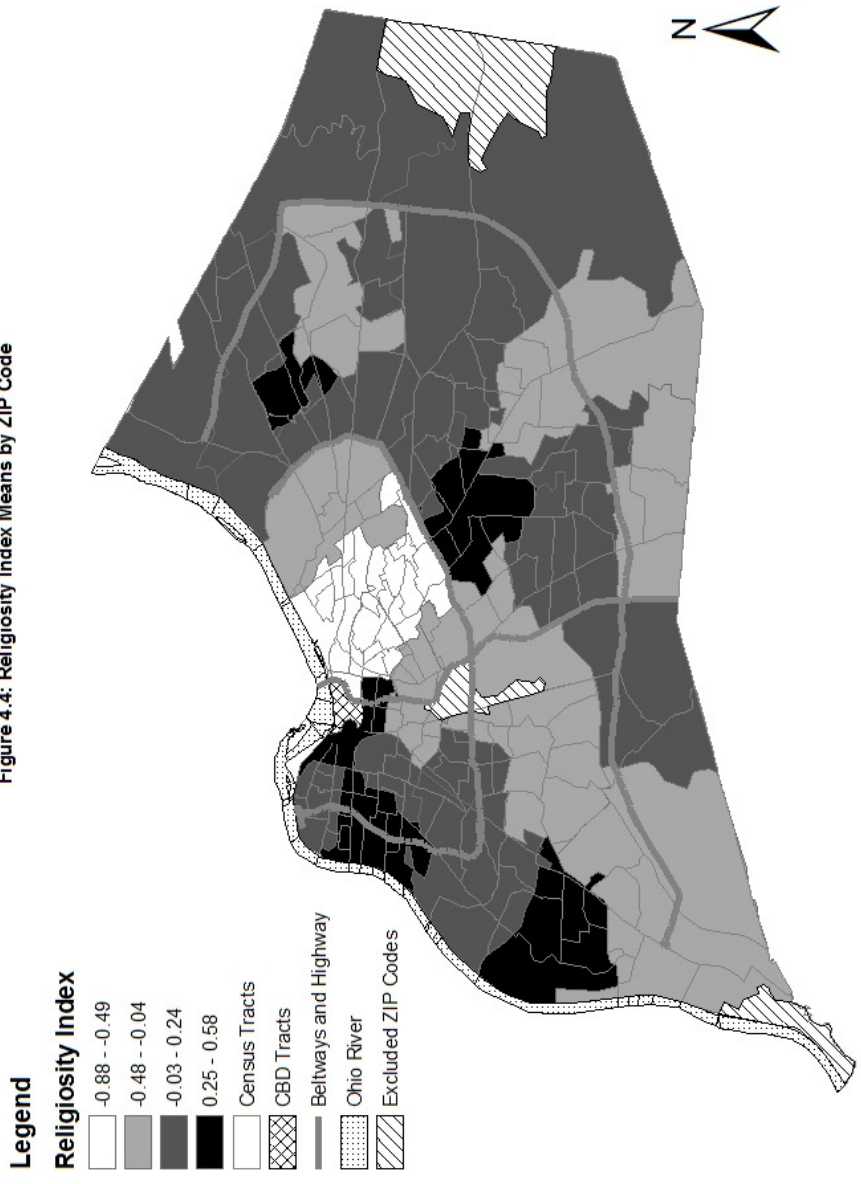 Figure 4.4: Religiosity Index Means by ZIP Code
Legend
Religiosity Index
-0.88 - -0.49
-0.48 - -0.04
-0.03 - 0.24
0.25 - 0.58
Census Tracts
CBD Tracts
Beltways and Highway
Ohio River
Excluded ZIP Codes
N